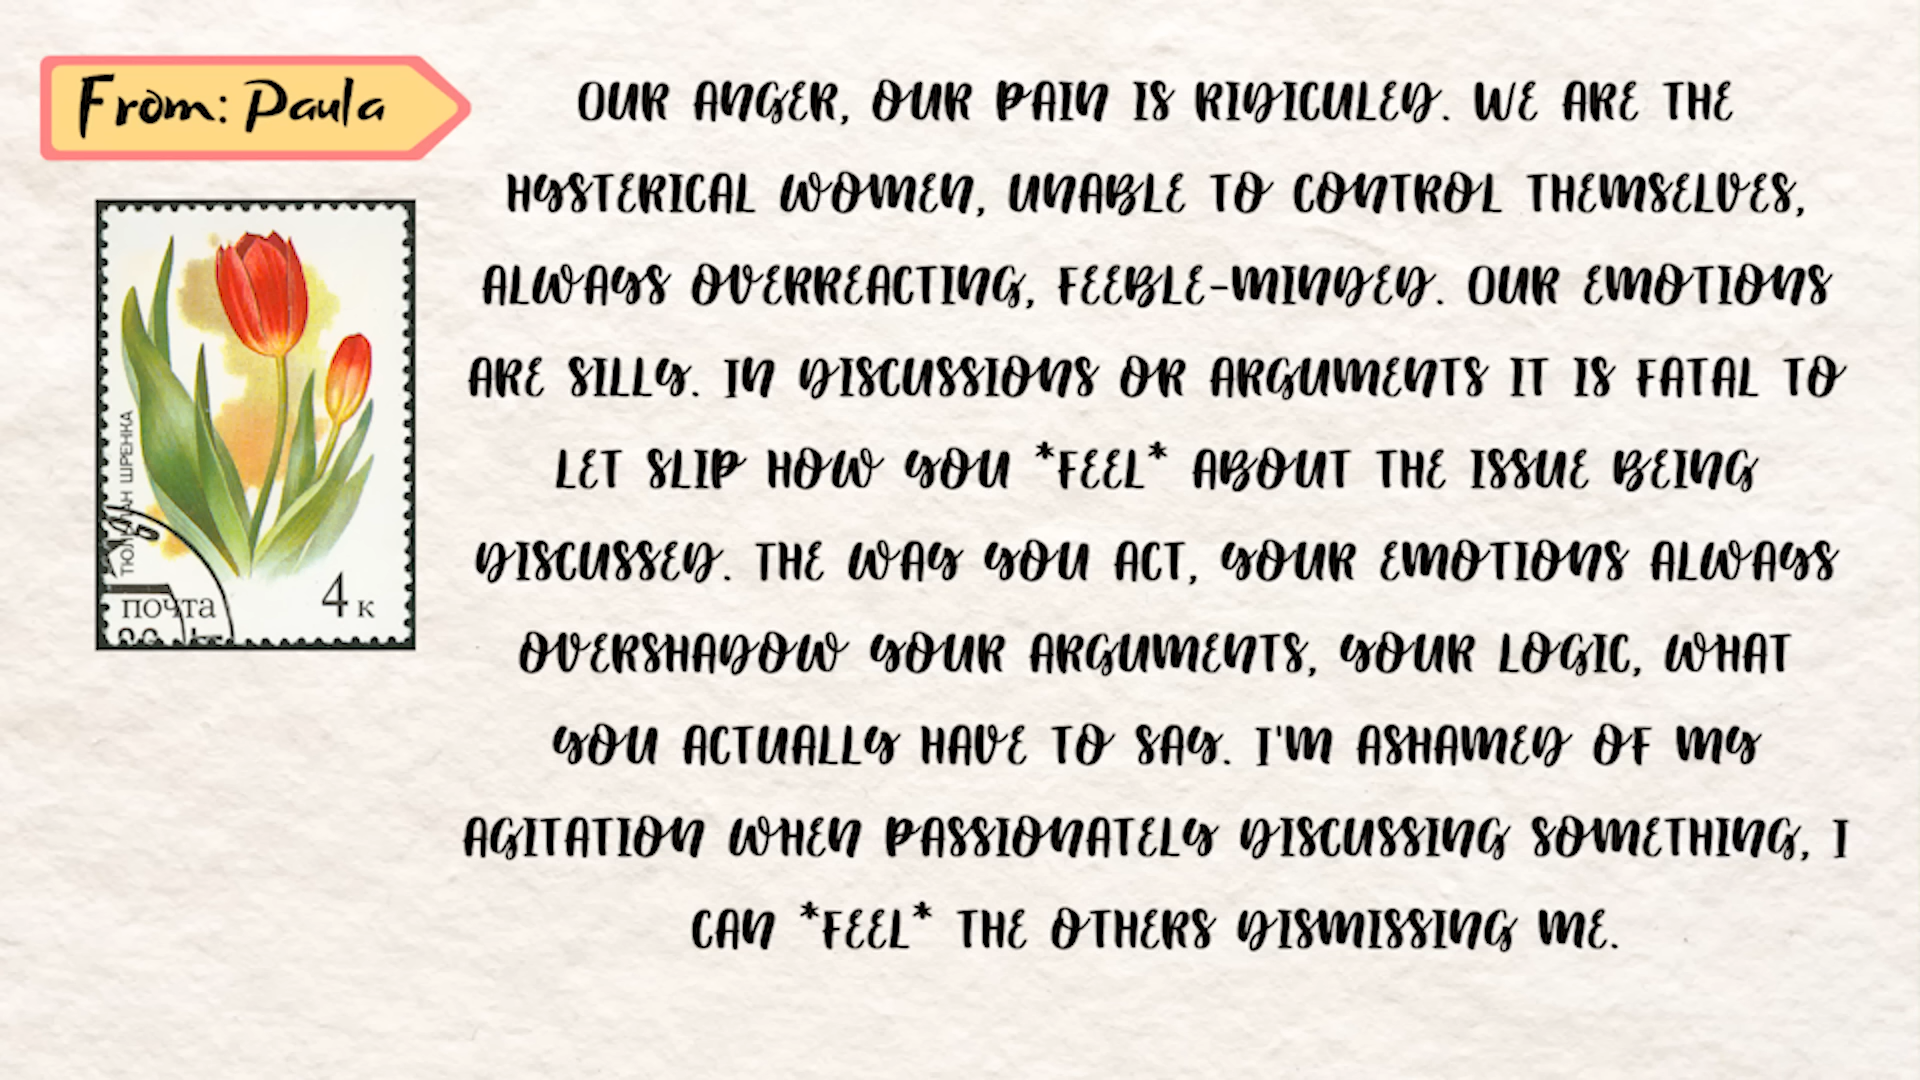 From: Paula
OUR ANGER, OUR PAIN IS RIDICULED. WE ARE THE
HYSTERICAL WOMEN, UNABLE TO CONTROL THEMSELVES,
ALWAYS OVERREACTING, FEEBLE-MINDED. OUR EMOTIONS
ARE SILLY. IN DISCUSSIONS OR ARGUMENTS IT IS FATAL TO
LET SLIP HOW YOU *FEEL* ABOUT THE ISSUE BEING
DISCUSSED. THE WAY YOU ACT, YOUR EMOTIONS ALWAYS
OVERSHADOW YOUR ARGUMENTS, YOUR LOGIC, WHAT
YOU ACTUALLY HAVE TO SAY. I'M ASHAMED OF MY
AGITATION WHEN PASSIONATELY DISCUSSING SOMETHING, I
CAN *FEEL* THE OTHERS DISMISSING ME.
ШРЕНКА
почта
4 к